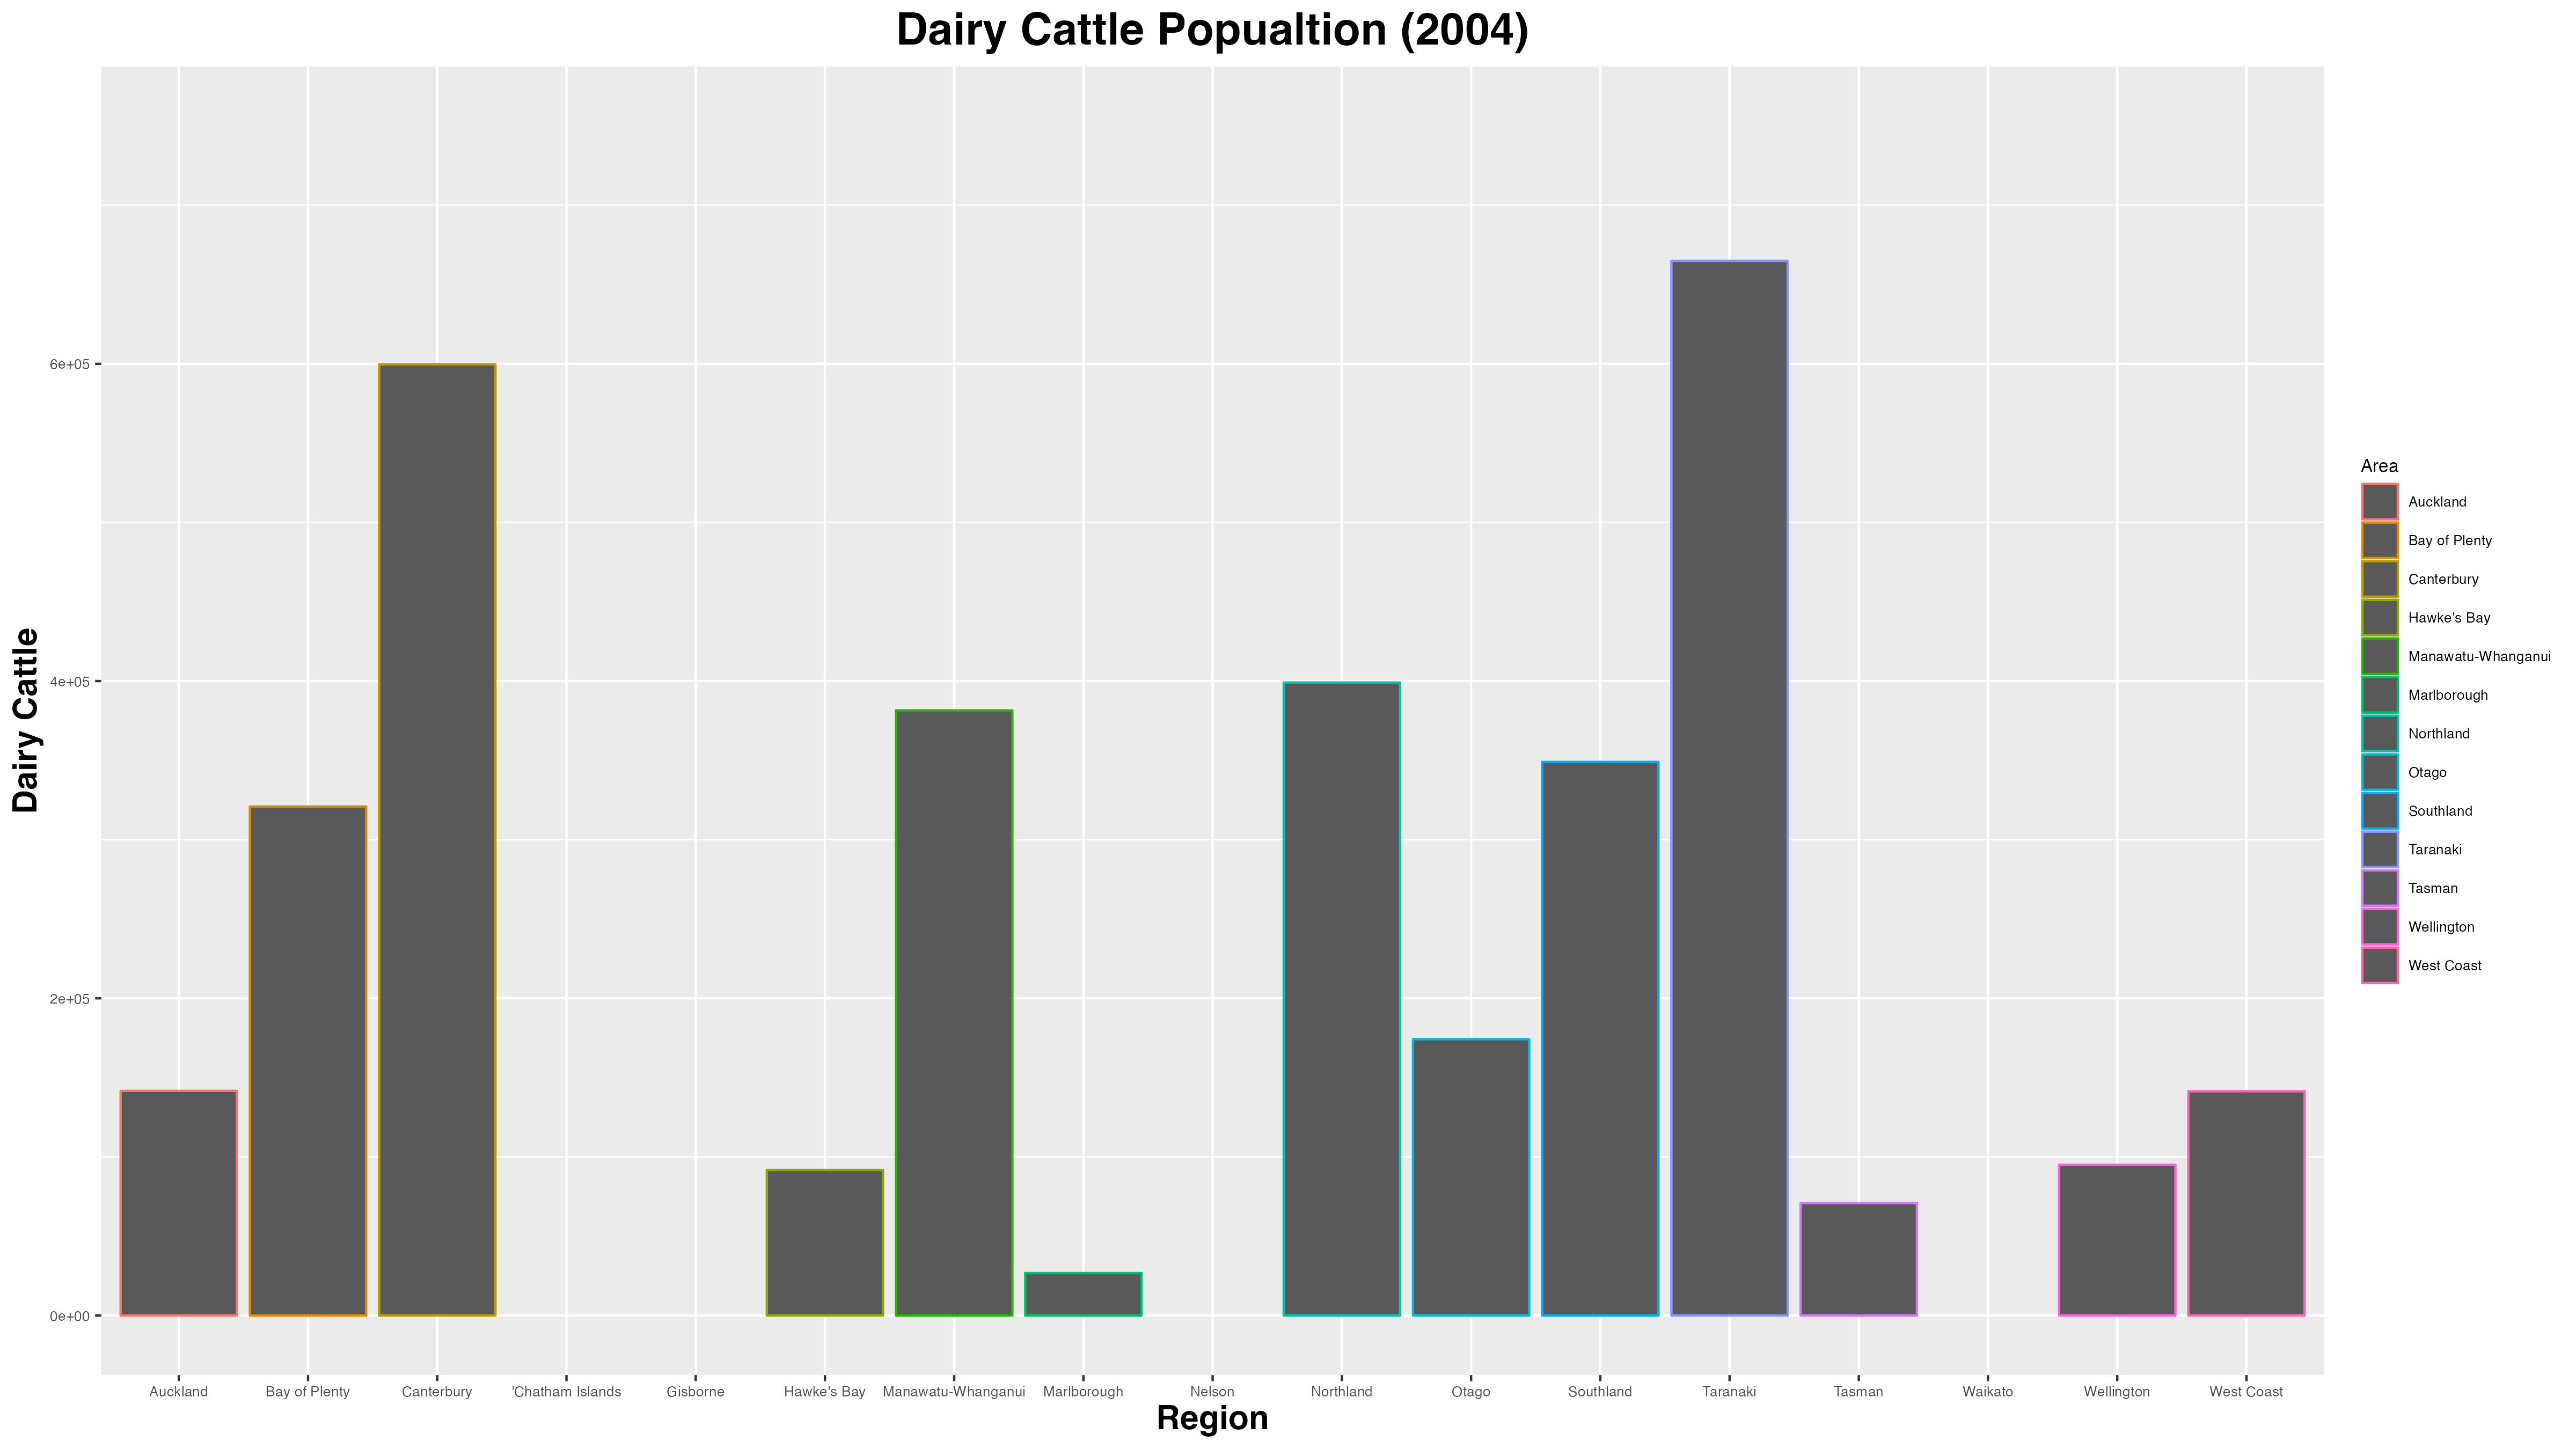 Dairy Cattle Popualtion (2004)
Dairy Cattle
6e+05
4e+05
2e+05
0e+00
Auckland
Bay of Plenty
Canterbury
'Chatham Islands
Gisborne
Hawke's Bay
Manawatu-Whanganui
Marlborough
Nelson
Northland
Otago
Southland
Taranaki
Tasman
Waikato
Wellington
West Coast
Region
Area
Auckland
Bay of Plenty
Canterbury
Hawke's Bay
Manawatu-Whanganui
Marlborough
Northland
Otago
Southland
Taranaki
Tasman
Wellington
West Coast